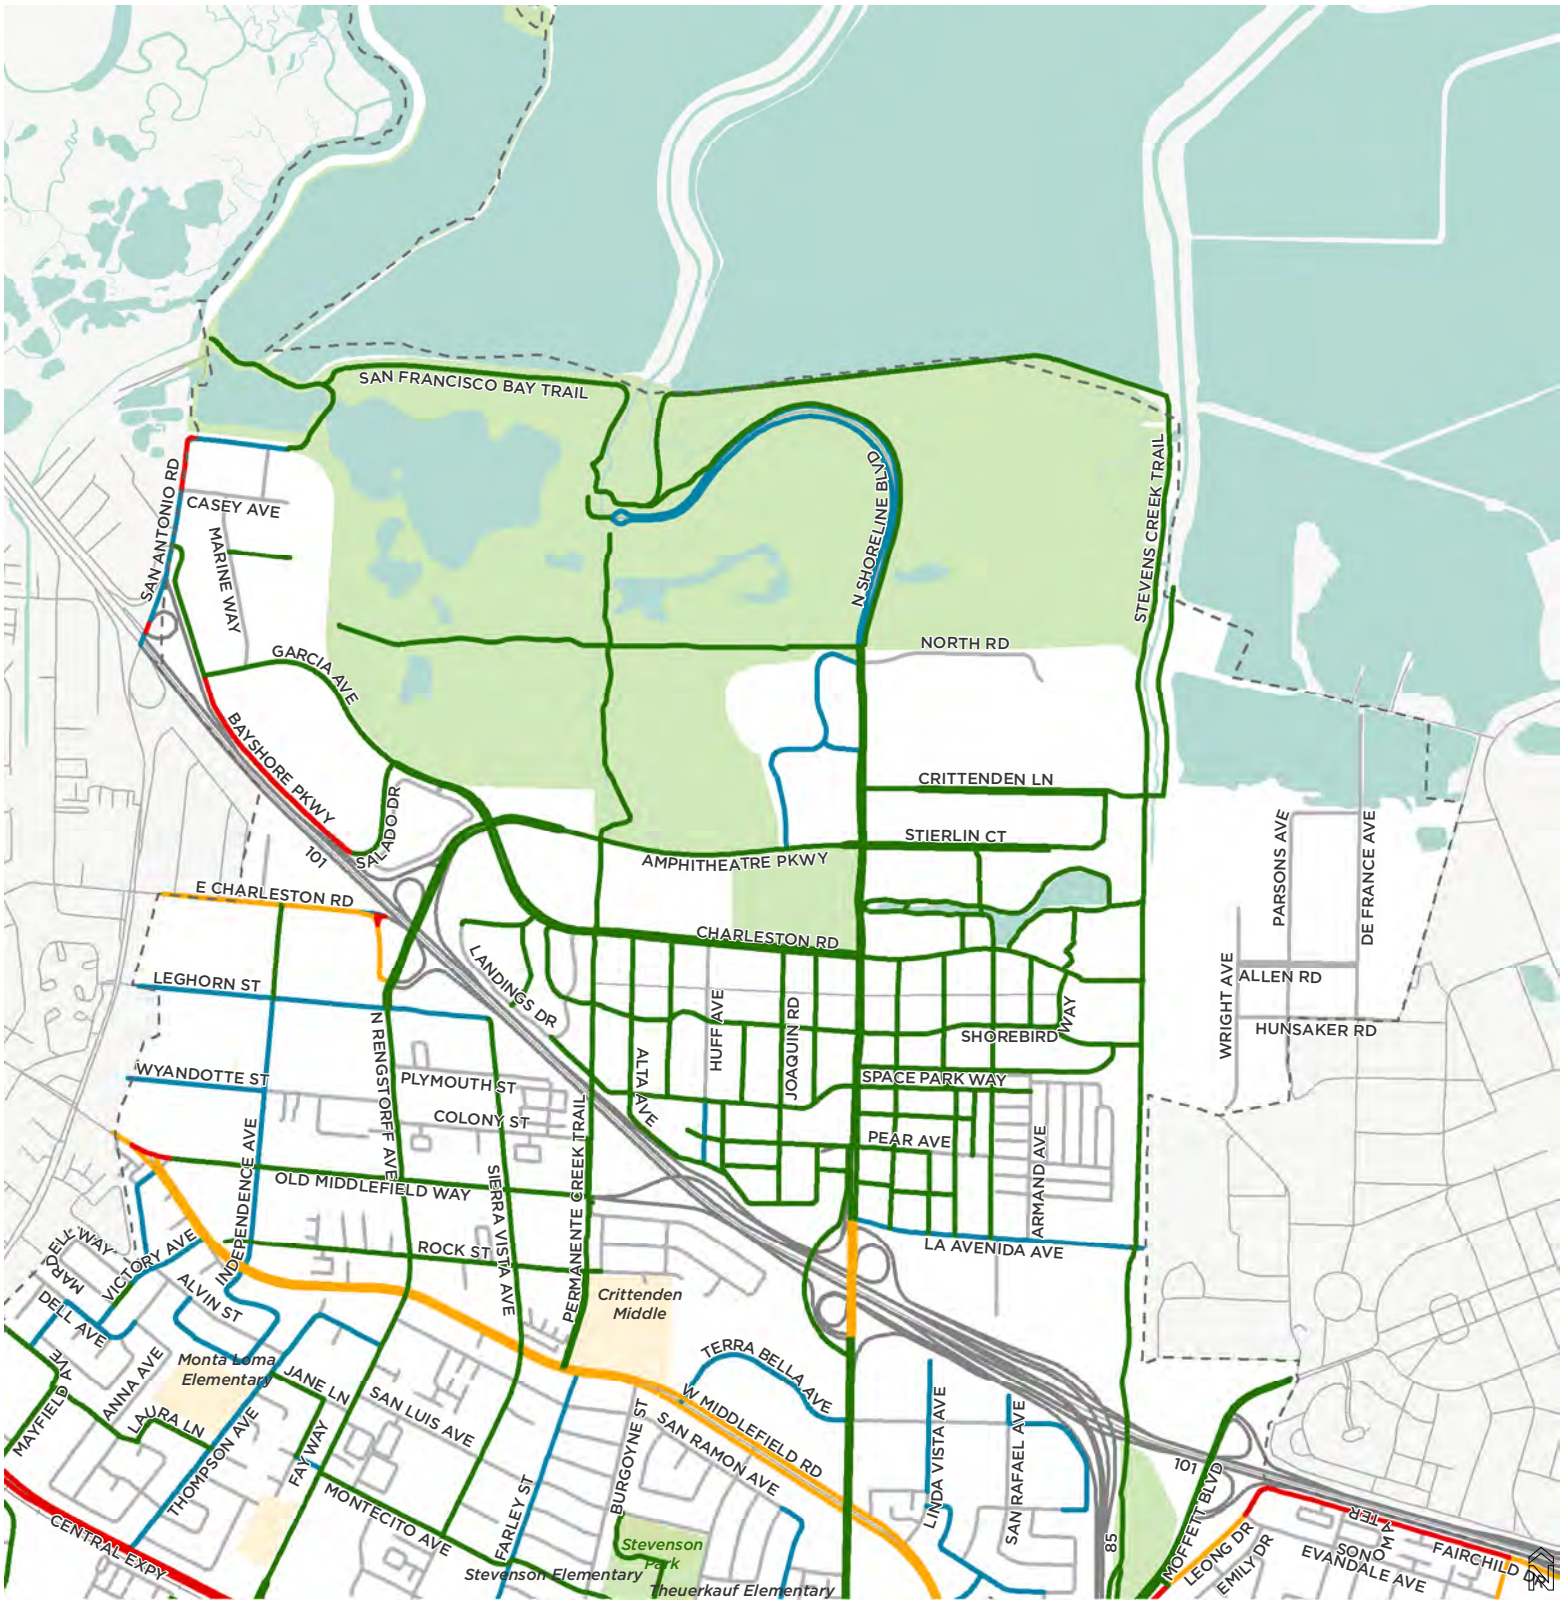 SAN FRANCISCO BAY TRAIL
SAN ANTONIO RD
CASEY AVE
MARINE WAY
N SHORELINE BLVD
STEVENS CREEK TRAIL
NORTH RD
GARCIA AVE
BAYSHORE PKWY
SALADO DR
101
CRITTENDEN LN
STIERLIN CT
AMPHITHEATRE PKWY
PARSONS AVE
DE FRANCE AVE
E CHARLESTON RD
CHARLESTON RD
LANDINGS DR
LEGHORN ST
WRIGHT AVE
ALLEN RD
HUNSAKER RD
N RENGSTORFF AVE
HUFF AVE
JOAQUIN RD
SHOREBIRD WAY
ALTA AVE
SPACE PARK WAY
WYANDOTTE ST
PLYMOUTH ST
COLONY ST
PEAR AVE
ARMAND AVE
INDEPENDENCE AVE
OLD MIDDLEFIELD WAY
SIERRA VISTA AVE
PERMANENTE CREEK TRAIL
LA AVENIDA AVE
ROCK ST
DELL WAY
MARDELL WAY
VICTORY AVE
ALVIN ST
DELL AVE
Crittenden
Middle
Monta Loma
Elementary
ANNA AVE
MAYFIELD AVE
LAURA LN
JANE LN
SAN LUIS AVE
THOMPSON AVE
FAY WAY
TERRA BELLA AVE
W MIDDLEFIELD RD
SAN RAMON AVE
BURGOYNE ST
LINDA VISTA AVE
SAN RAFAEL AVE
101
MONTECITO AVE
FARLEY ST
CENTRAL EXPY
Stevenson
Park
Stevenson Elementary
Theuerkauf Elementary
85
MOFFETT BLVD
LEONG DR
EMILY DR
EVANDALE AVE
FAIRCHILD DR
N